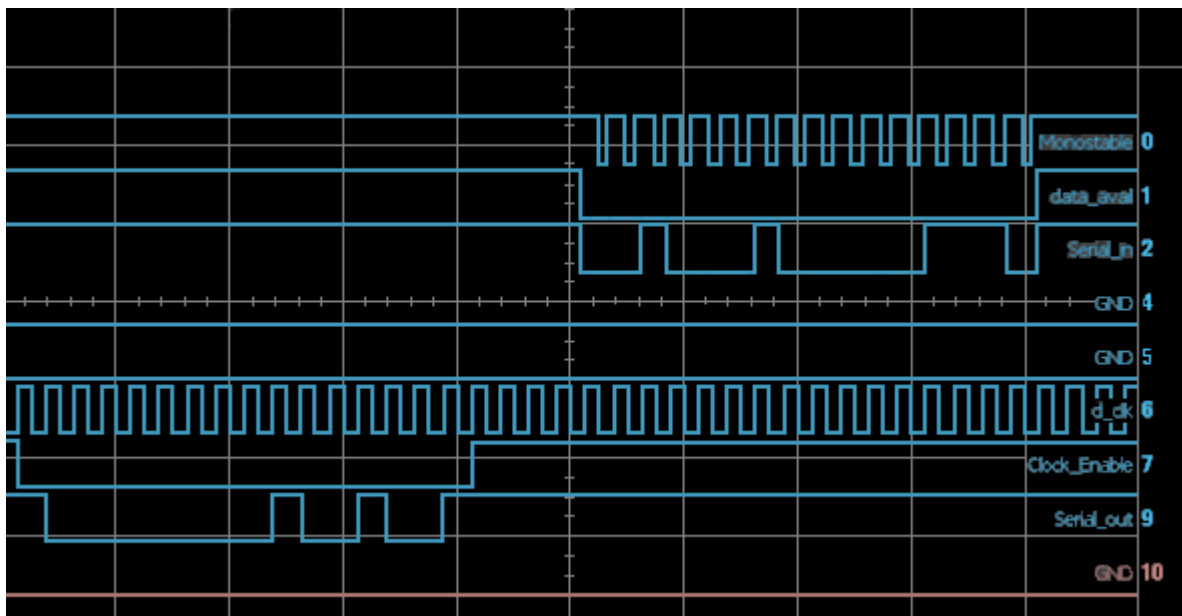 Monostable 0
data_avail 1
Serial_in 2
GND 4
GND 5
d_clk 6
Clock_Enable 7
Serial_out 9
GND 10